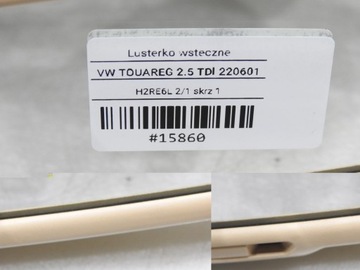 Lusterko wsteczne
VW TOUAREG 2.5 TDI 220601
H2RE6L 2/1 skrz 1
#15860